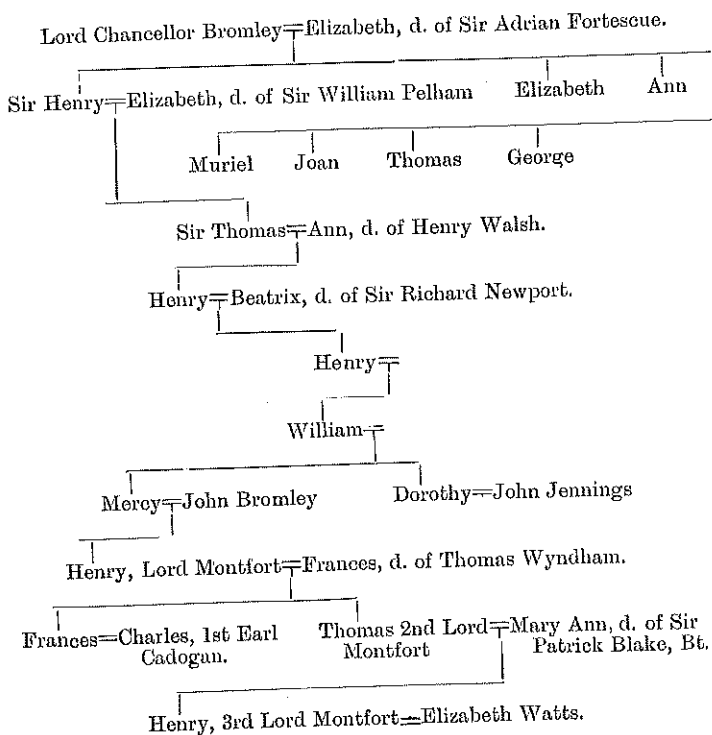 Lord Chancellor Bromley=Elizabeth, d. of Sir Adrian Fortescue.
Sir Henry=Elizabeth, d. of Sir William Pelham Elizabeth Ann
Muriel Joan Thomas George
Sir Thomas=Ann, d. of Henry Walsh.
Henry=Beatrix, d. of Sir Richard Newport.
Henry=
William=
Mercy=John Bromley Dorothy=John Jennings
Henry, Lord Montfort=Frances, d. of Thomas Wyndham.
Frances=Charles, 1st Earl Thomas 2nd Lord=Mary Ann, d. of Sir
Cadogan. Montfort Patrick Blake, Bt.
Henry, 3rd Lord Montfort=Elizabeth Watts.